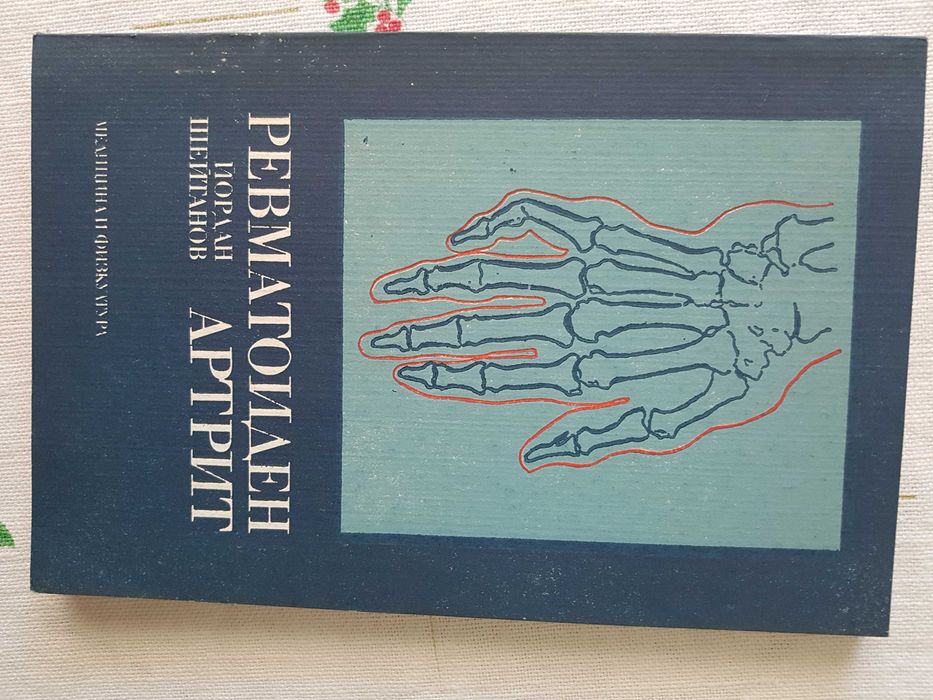 РЕВМАТОИДЕН
ЙОРДАН
ШЕЙТАНОВ
АРТРИТ
МЕДИЦИНА И ФИЗКУЛТУРА